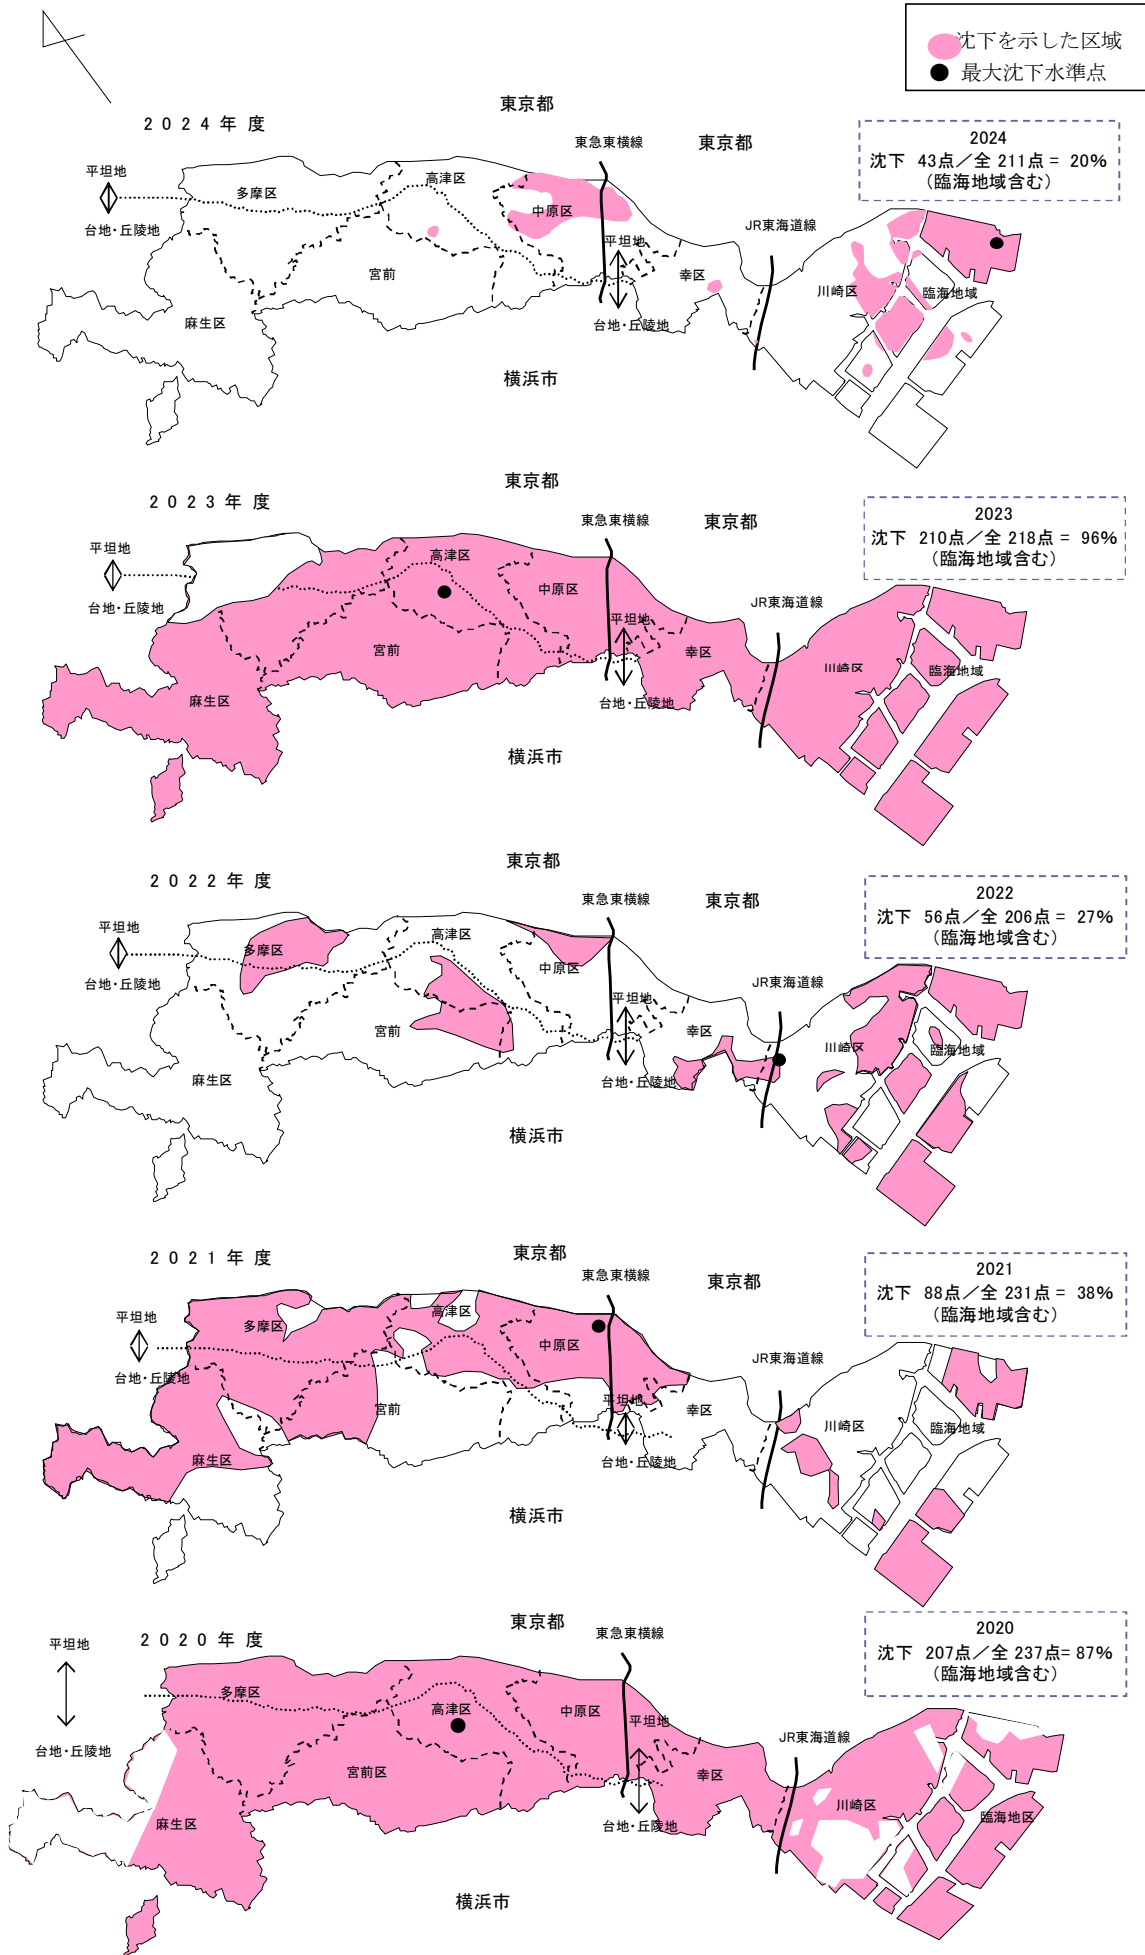 沈下を示した区域
最大沈下水準点
2024年度
東京都
東急東横線
東京都
2024
沈下 43点／全 211点 = 20%
（臨海地域含む）
平坦地
台地・丘陵地
多摩区
高津区
中原区
平坦地
JR東海道線
宮前
幸区
川崎区
臨海地域
麻生区
台地・丘陵地
横浜市
2023年度
東京都
東急東横線
東京都
2023
沈下 210点／全 218点 = 96%
（臨海地域含む）
平坦地
台地・丘陵地
高津区
中原区
平坦地
JR東海道線
宮前
幸区
川崎区
臨海地域
麻生区
台地・丘陵地
横浜市
2022年度
東京都
東急東横線
東京都
2022
沈下 56点／全 206点 = 27%
（臨海地域含む）
平坦地
台地・丘陵地
多摩区
高津区
中原区
平坦地
JR東海道線
宮前
幸区
川崎区
臨海地域
麻生区
台地・丘陵地
横浜市
2021年度
東京都
東急東横線
東京都
2021
沈下 88点／全 231点 = 38%
（臨海地域含む）
平坦地
台地・丘陵地
多摩区
高津区
中原区
JR東海道線
平坦地
宮前
幸区
川崎区
臨海地域
麻生区
台地・丘陵地
横浜市
2020年度
東京都
東急東横線
2020
沈下 207点／全 237点= 87%
（臨海地域含む）
平坦地
台地・丘陵地
多摩区
高津区
中原区
平坦地
JR東海道線
宮前区
幸区
川崎区
臨海地区
麻生区
台地・丘陵地
横浜市